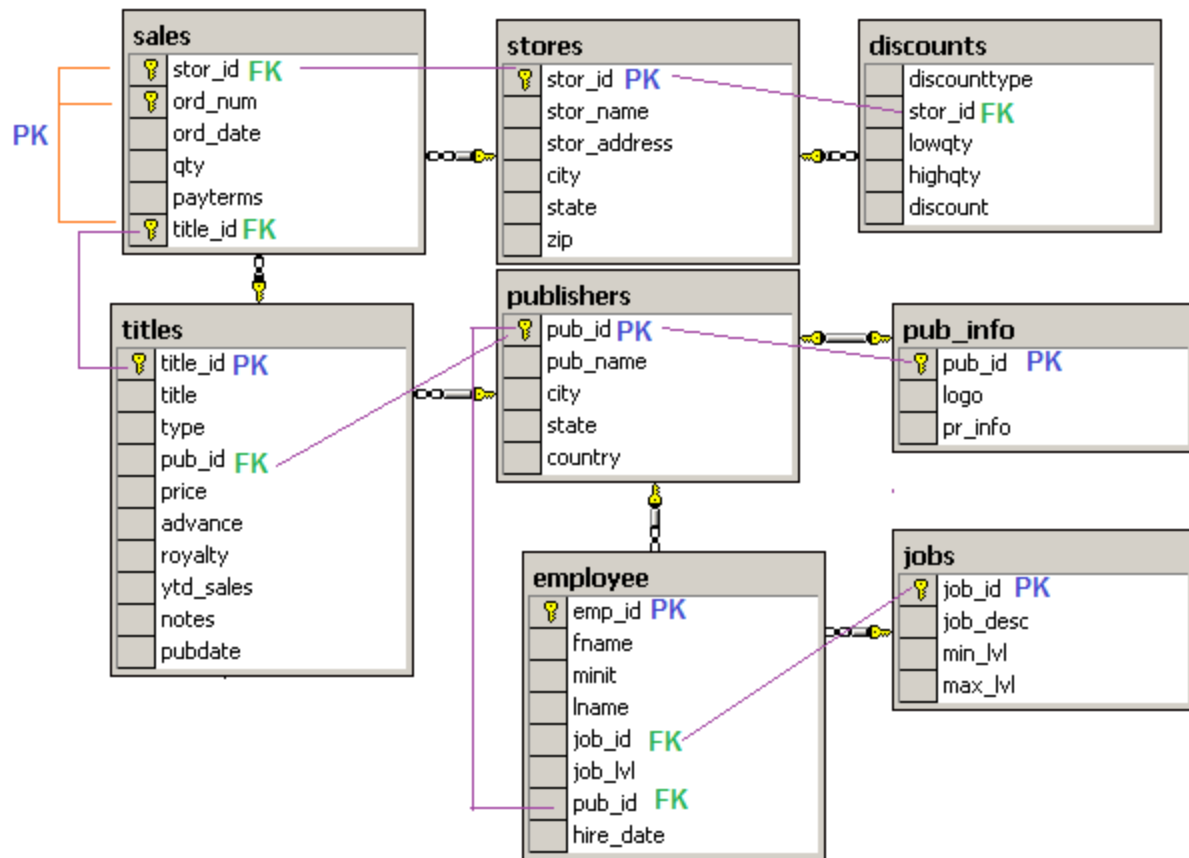 sales
stor_id FK
ord_num
ord_date
qty
payterms
title_id FK
PK
stores
stor_id PK
stor_name
stor_address
city
state
zip
discounts
discounttype
stor_id FK
lowqty
highqty
discount
titles
title_id PK
title
type
pub_id FK
price
advance
royalty
ytd_sales
notes
pubdate
publishers
pub_id PK
pub_name
city
state
country
pub_info
pub_id PK
logo
pr_info
employee
emp_id PK
fname
minit
lname
job_id FK
job_lvl
pub_id FK
hire_date
jobs
job_id PK
job_desc
min_lvl
max_lvl